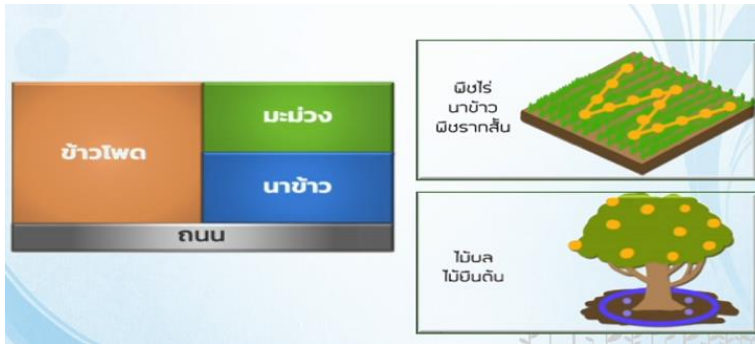 ข้าวโพด
มะม่วง
นาข้าว
ถนน
พืชไร่
นาข้าว
พืชรากสั้น
ไม้ผล
ไม้ยืนต้น